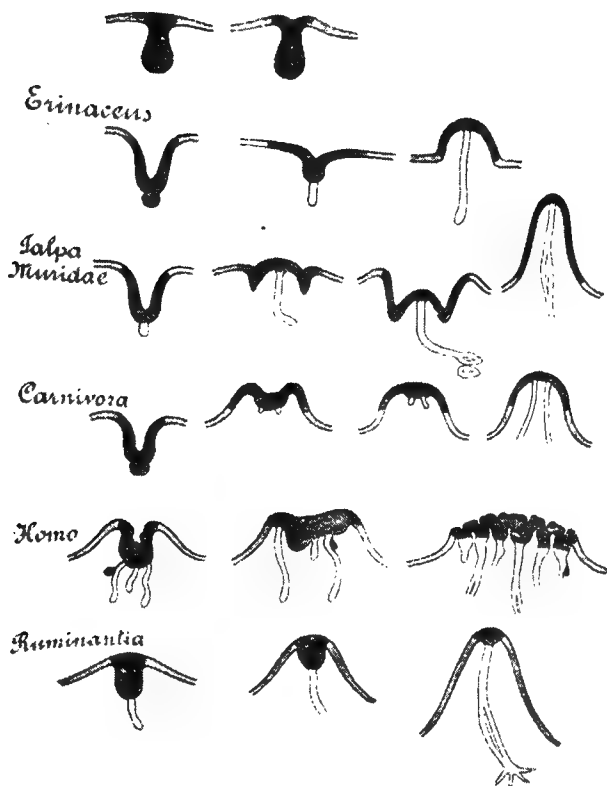 Erinaceus
Talpa
Muridae
Carnivora
Homo
Ruminantia